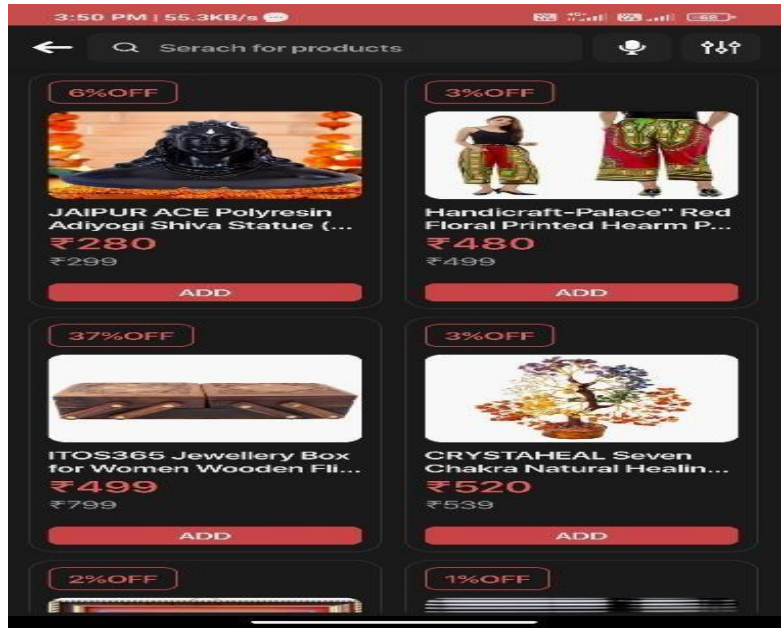 3:50 PM | 55.3KB/s
4G+
68
Serach for products
6%OFF
3%OFF
JAIPUR ACE Polyresin
Adiyogi Shiva Statue (...
₹280
₹299
ADD
Handicraft-Palace" Red
Floral Printed Hearm P...
₹480
₹499
ADD
37%OFF
3%OFF
ITOS365 Jewellery Box
for Women Wooden Fli...
₹499
₹799
ADD
CRYSTAHEAL Seven
Chakra Natural Healin...
₹520
₹539
ADD
2%OFF
1%OFF